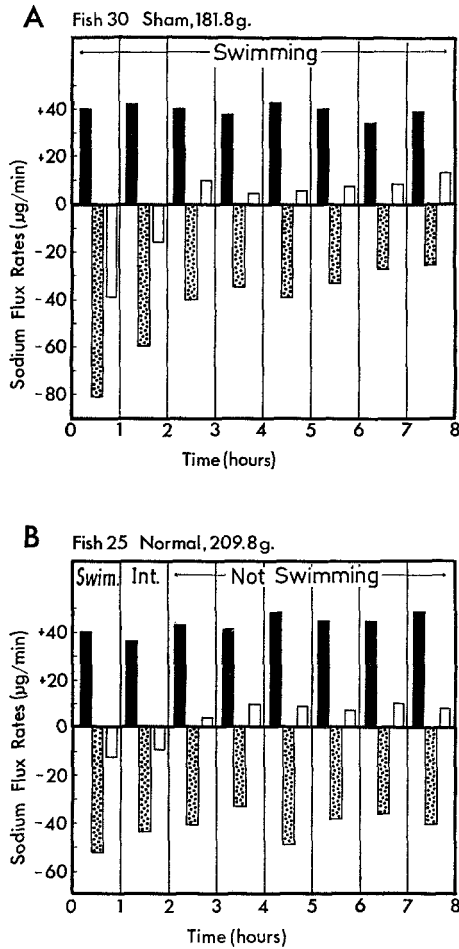 A Fish 30 Sham, 181.8g.
Swimming
+40
+20
0
-20
-40
-60
-80
Sodium Flux Rates (µg/min)
0 1 2 3 4 5 6 7 8
Time (hours)
B Fish 25 Normal, 209.8g.
Swim. Int. Not Swimming
+40
+20
0
-20
-40
-60
Sodium Flux Rates (µg/min)
0 1 2 3 4 5 6 7 8
Time (hours)